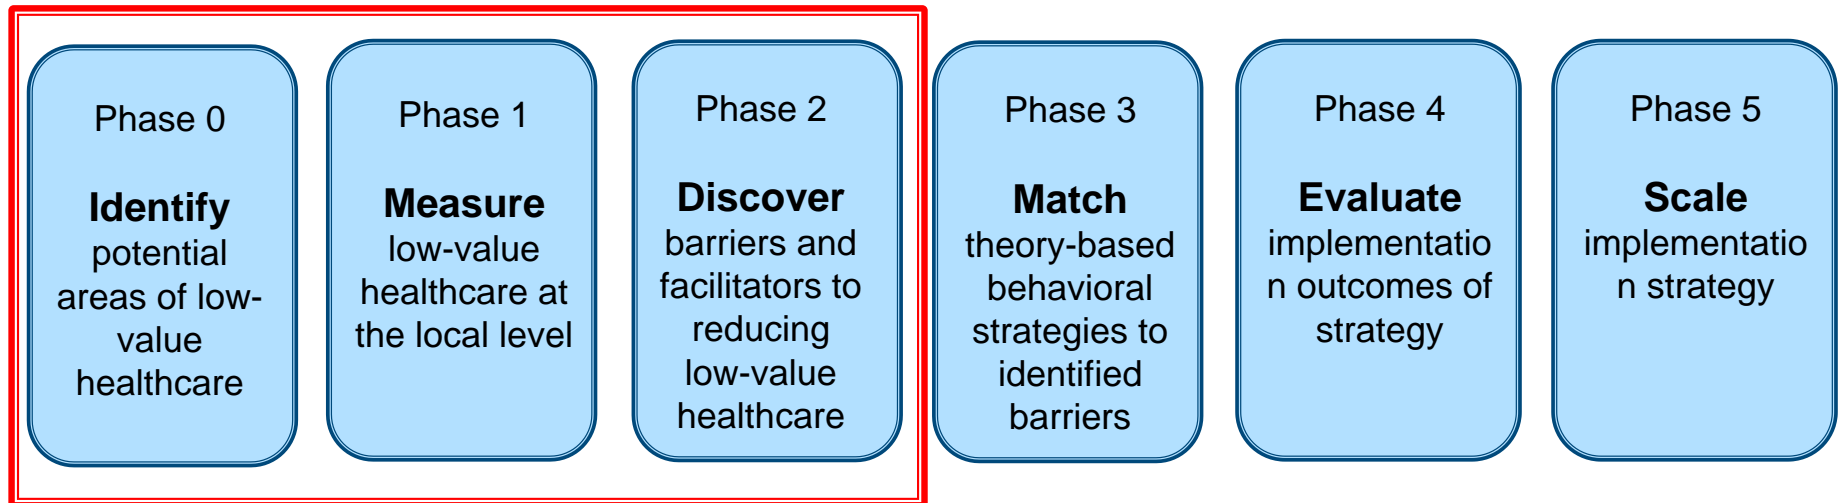 Phase 0
Identify
potential
areas of low-
value
healthcare
Phase 1
Measure
low-value
healthcare at
the local level
Phase 2
Discover
barriers and
facilitators to
reducing
low-value
healthcare
Phase 3
Match
theory-based
behavioral
strategies to
identified
barriers
Phase 4
Evaluate
implementatio
n outcomes of
strategy
Phase 5
Scale
implementatio
n strategy